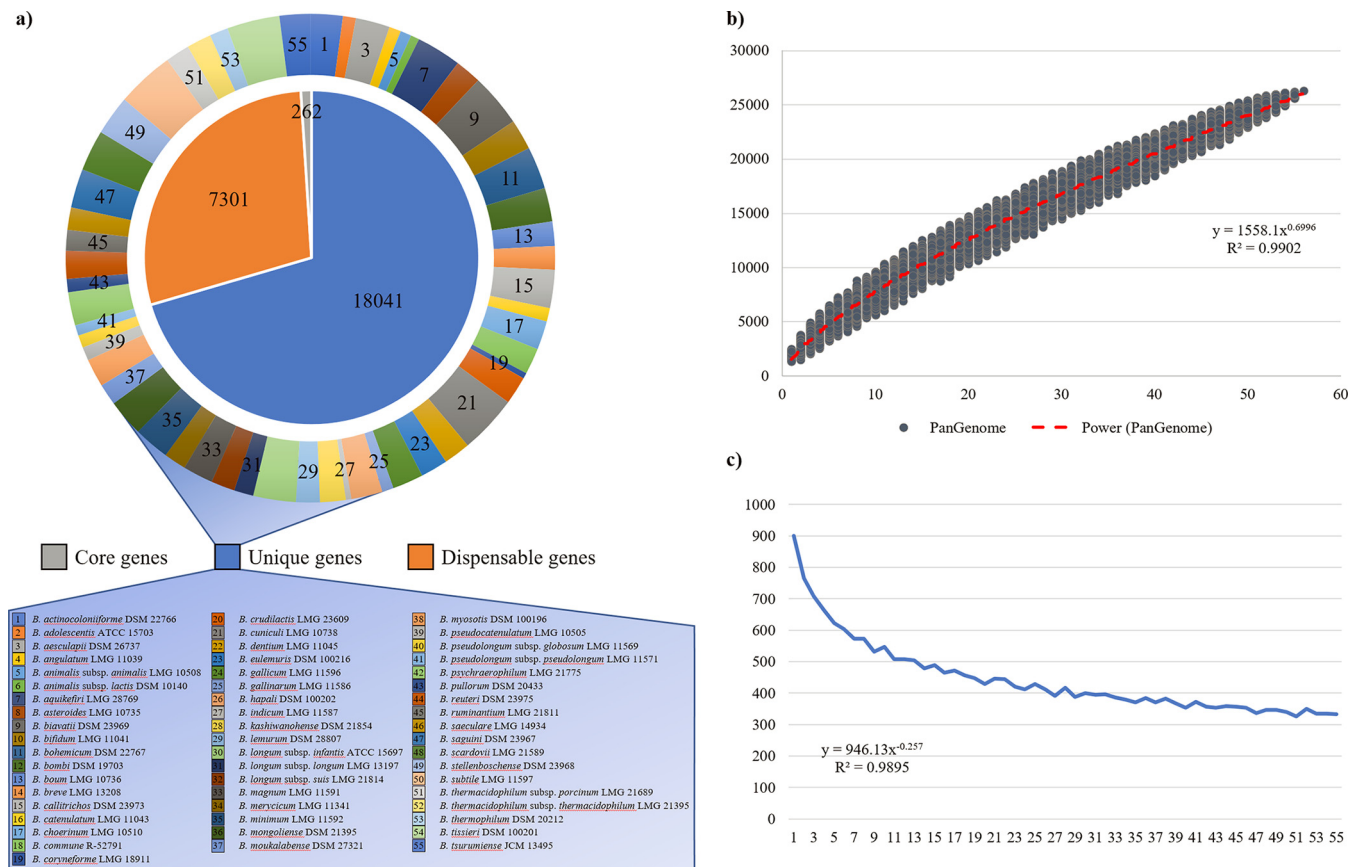 a)
55
1
3
5
7
9
11
13
15
17
19
21
23
25
27
29
31
33
35
37
39
41
43
45
47
49
51
53
262
7301
18041
Core genes
Unique genes
Dispensable genes
1 B. actinocoloniiforme DSM 22766
2 B. adolescentis ATCC 15703
3 B. aesculapii DSM 26737
4 B. angulatum LMG 11039
5 B. animalis subsp. animalis LMG 10508
6 B. animalis subsp. lactis DSM 10140
7 B. aquikefiri LMG 28769
8 B. asteroides LMG 10735
9 B. biavatii DSM 23969
10 B. bifidum LMG 11041
11 B. bohemicum DSM 22767
12 B. bombi DSM 19703
13 B. boum LMG 10736
14 B. breve LMG 13208
15 B. callitrichos DSM 23973
16 B. catenulatum LMG 11043
17 B. choerinum LMG 10510
18 B. commune R-52791
19 B. coryneforme LMG 18911
20 B. crudilactis LMG 23609
21 B. cuniculi LMG 10738
22 B. dentium LMG 11045
23 B. eulemuris DSM 100216
24 B. gallicum LMG 11596
25 B. gallinarum LMG 11586
26 B. hapali DSM 100202
27 B. indicum LMG 11587
28 B. kashiwanohense DSM 21854
29 B. lemurum DSM 28807
30 B. longum subsp. infantis ATCC 15697
31 B. longum subsp. longum LMG 13197
32 B. longum subsp. suis LMG 21814
33 B. magnum LMG 11591
34 B. merycicum LMG 11341
35 B. minimum LMG 11592
36 B. mongoliense DSM 21395
37 B. moukalabense DSM 27321
38 B. myosotis DSM 100196
39 B. pseudocatenulatum LMG 10505
40 B. pseudolongum subsp. globosum LMG 11569
41 B. pseudolongum subsp. pseudolongum LMG 11571
42 B. psychraerophilum LMG 21775
43 B. pullorum DSM 20433
44 B. reuteri DSM 23975
45 B. ruminantium LMG 21811
46 B. saeculare LMG 14934
47 B. saguini DSM 23967
48 B. scardovii LMG 21589
49 B. stellenboschense DSM 23968
50 B. subtile LMG 11597
51 B. thermacidophilum subsp. porcinum LMG 21689
52 B. thermacidophilum subsp. thermacidophilum LMG 21395
53 B. thermophilum DSM 20212
54 B. tissieri DSM 100201
55 B. tsurumiense JCM 13495
b)
30000
25000
20000
15000
10000
5000
0
y = 1558.1x^0.6996
R² = 0.9902
0 10 20 30 40 50 60
PanGenome Power (PanGenome)
c)
1000
900
800
700
600
500
400
300
200
100
0
y = 946.13x^-0.257
R² = 0.9895
1 3 5 7 9 11 13 15 17 19 21 23 25 27 29 31 33 35 37 39 41 43 45 47 49 51 53 55